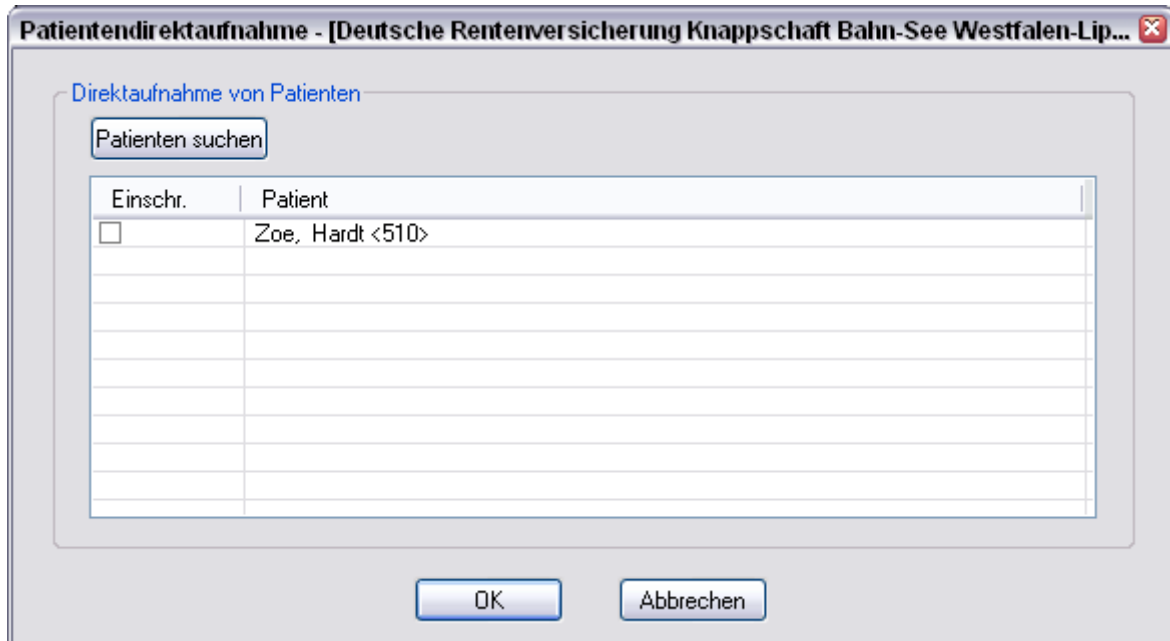 Patientendirektaufnahme - [Deutsche Rentenversicherung Knappschaft Bahn-See Westfalen-Lip...
Direktaufnahme von Patienten
Patienten suchen
Einschr. Patient
Zoe, Hardt <510>
OK Abbrechen